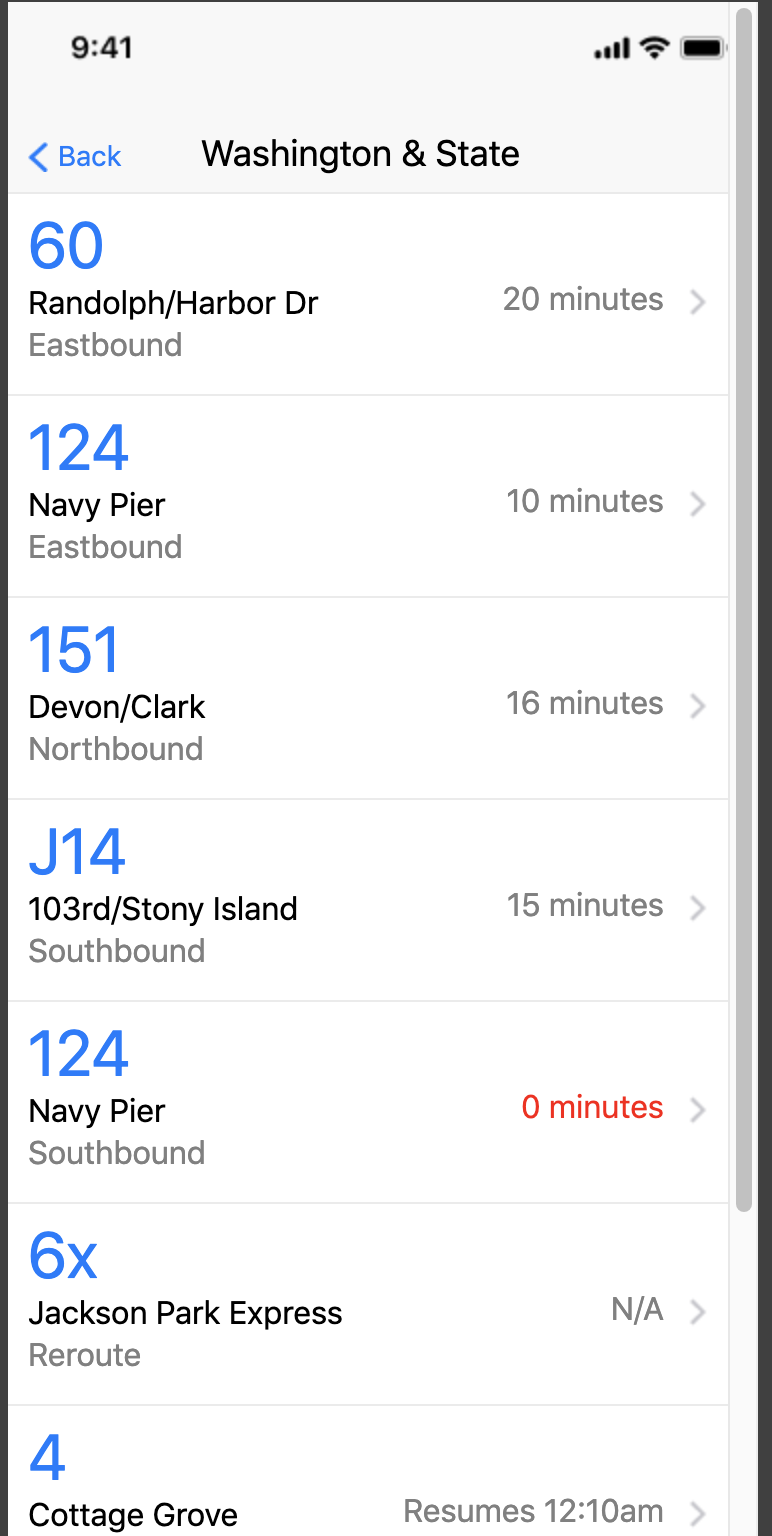 9:41
Back
Washington & State
60
Randolph/Harbor Dr
20 minutes
Eastbound
124
Navy Pier
10 minutes
Eastbound
151
Devon/Clark
16 minutes
Northbound
J14
103rd/Stony Island
15 minutes
Southbound
124
Navy Pier
0 minutes
Southbound
6x
Jackson Park Express
N/A
Reroute
4
Cottage Grove
Resumes 12:10am